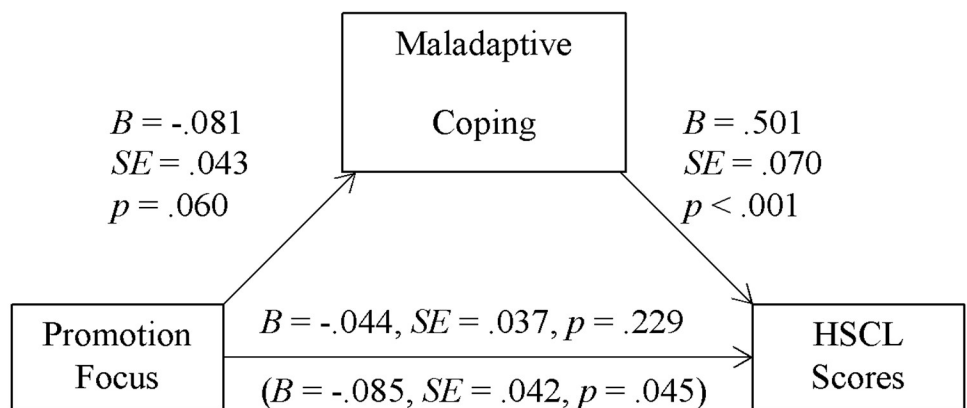 Maladaptive
Coping
B = -.081
SE = .043
p = .060
B = .501
SE = .070
p < .001
Promotion
Focus
B = -.044, SE = .037, p = .229
(B = -.085, SE = .042, p = .045)
HSCL
Scores